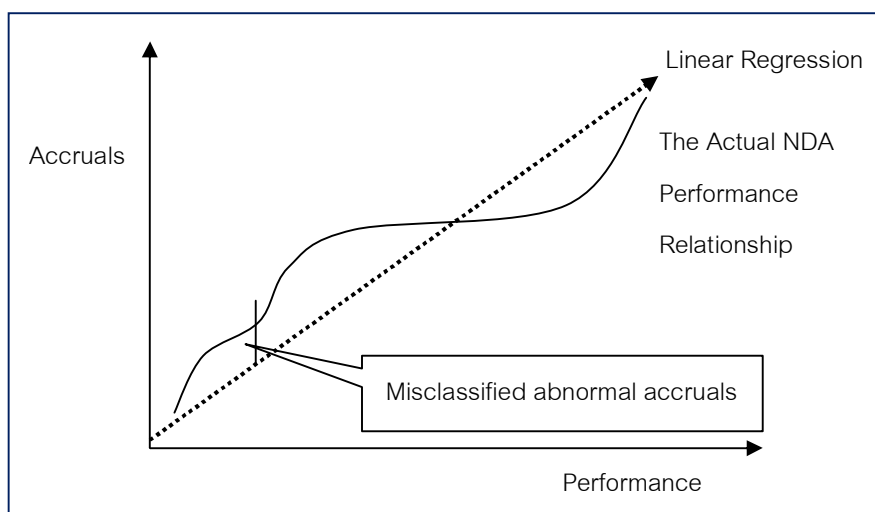 Linear Regression
Accruals
The Actual NDA
Performance
Relationship
Misclassified abnormal accruals
Performance